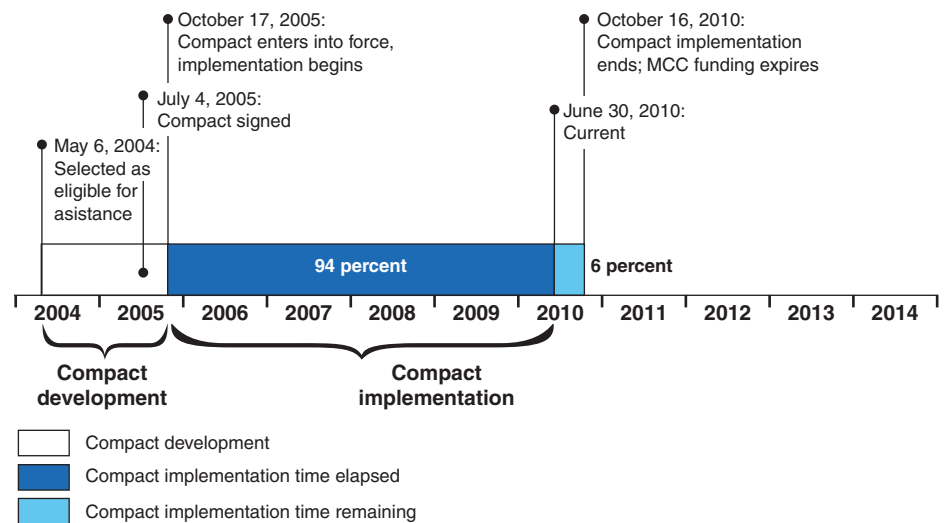 October 17, 2005:
Compact enters into force,
implementation begins
October 16, 2010:
Compact implementation
ends; MCC funding expires
July 4, 2005:
Compact signed
June 30, 2010:
Current
May 6, 2004:
Selected as
eligible for
asistance
94 percent
6 percent
2004 2005 2006 2007 2008 2009 2010 2011 2012 2013 2014
Compact
development
Compact
implementation
Compact development
Compact implementation time elapsed
Compact implementation time remaining